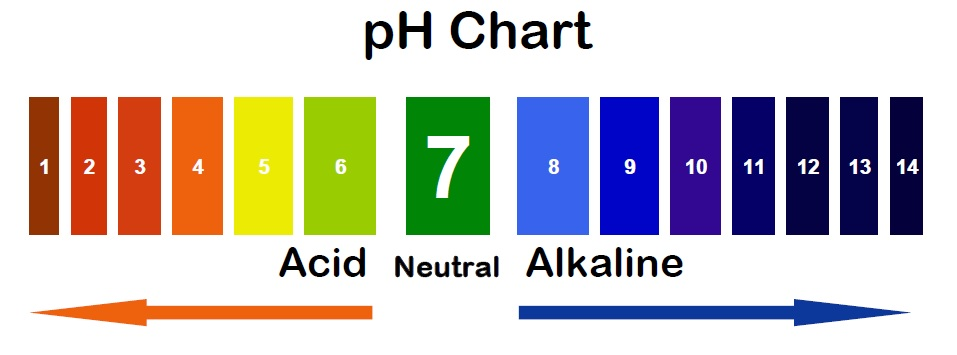 pH Chart
1 2 3 4 5 6 7 8 9 10 11 12 13 14
Acid Neutral Alkaline